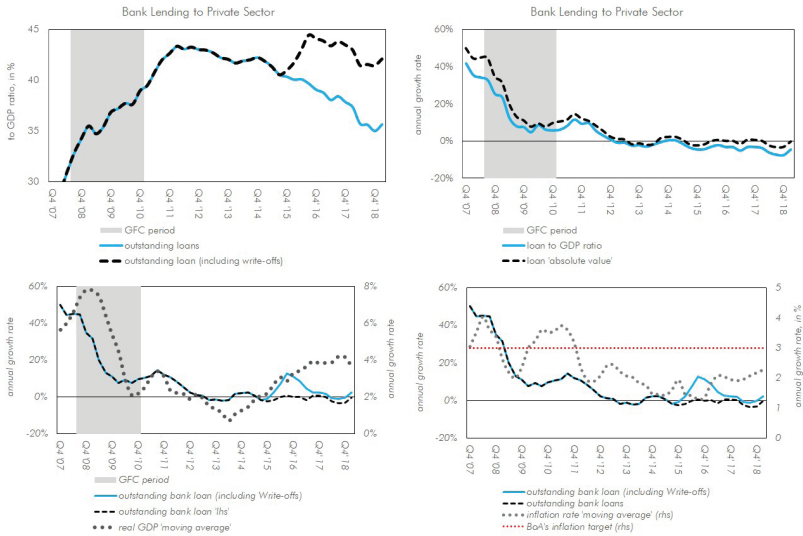 Bank Lending to Private Sector
to GDP ratio, in %
45
40
35
30
Q4 '07
Q4 '08
Q4 '09
Q4 '10
Q4 '11
Q4 '12
Q4 '13
Q4 '14
Q4 '15
Q4 '16
Q4 '17
Q4 '18
GFC period
outstanding loans
outstanding loan (including write-offs)
Bank Lending to Private Sector
annual growth rate
60%
40%
20%
0%
-20%
Q4 '07
Q4 '08
Q4 '09
Q4 '10
Q4 '11
Q4 '12
Q4 '13
Q4 '14
Q4 '15
Q4 '16
Q4 '17
Q4 '18
GFC period
loan to GDP ratio
loan 'absolute value'
annual growth rate
60%
40%
20%
0%
-20%
8%
6%
4%
2%
0%
annual growth rate
Q4 '07
Q4 '08
Q4 '09
Q4 '10
Q4 '11
Q4 '12
Q4 '13
Q4 '14
Q4 '15
Q4 '16
Q4 '17
Q4 '18
GFC period
outstanding bank loan (including Write-offs)
outstanding bank loan 'lhs'
real GDP 'moving average'
annual growth rate
60%
40%
20%
0%
-20%
5
4
3
2
1
0
annual growth rate, in %
Q4 '07
Q4 '08
Q4 '09
Q4 '10
Q4 '11
Q4 '12
Q4 '13
Q4 '14
Q4 '15
Q4 '16
Q4 '17
Q4 '18
outstanding bank loan (including Write-offs)
outstanding bank loans
inflation rate 'moving average' (rhs)
BoA's inflation target (rhs)